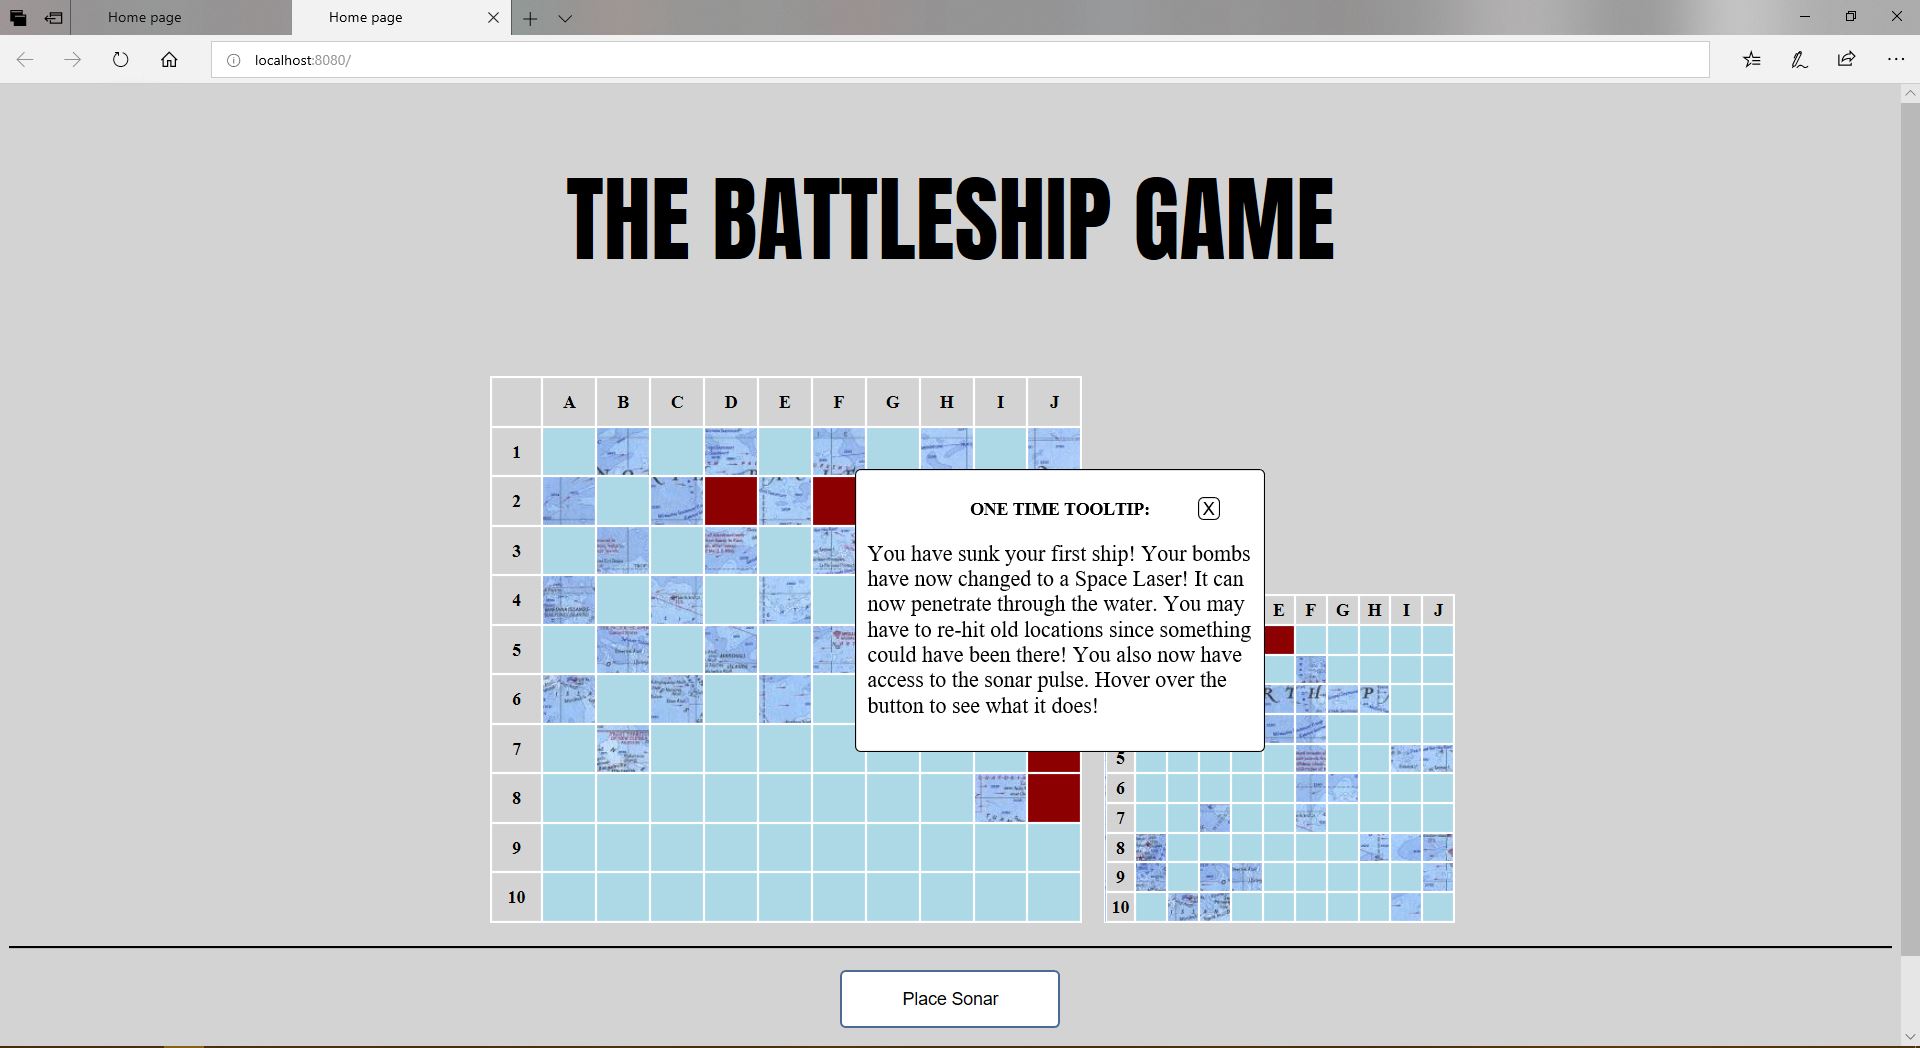 Home page
Home page
localhost:8080/
THE BATTLESHIP GAME
A B C D E F G H I J
1
2
3
4
5
6
7
8
9
10
ONE TIME TOOLTIP:
X
You have sunk your first ship! Your bombs
have now changed to a Space Laser! It can
now penetrate through the water. You may
have to re-hit old locations since something
could have been there! You also now have
access to the sonar pulse. Hover over the
button to see what it does!
E F G H I J
5
6
7
8
9
10
Place Sonar